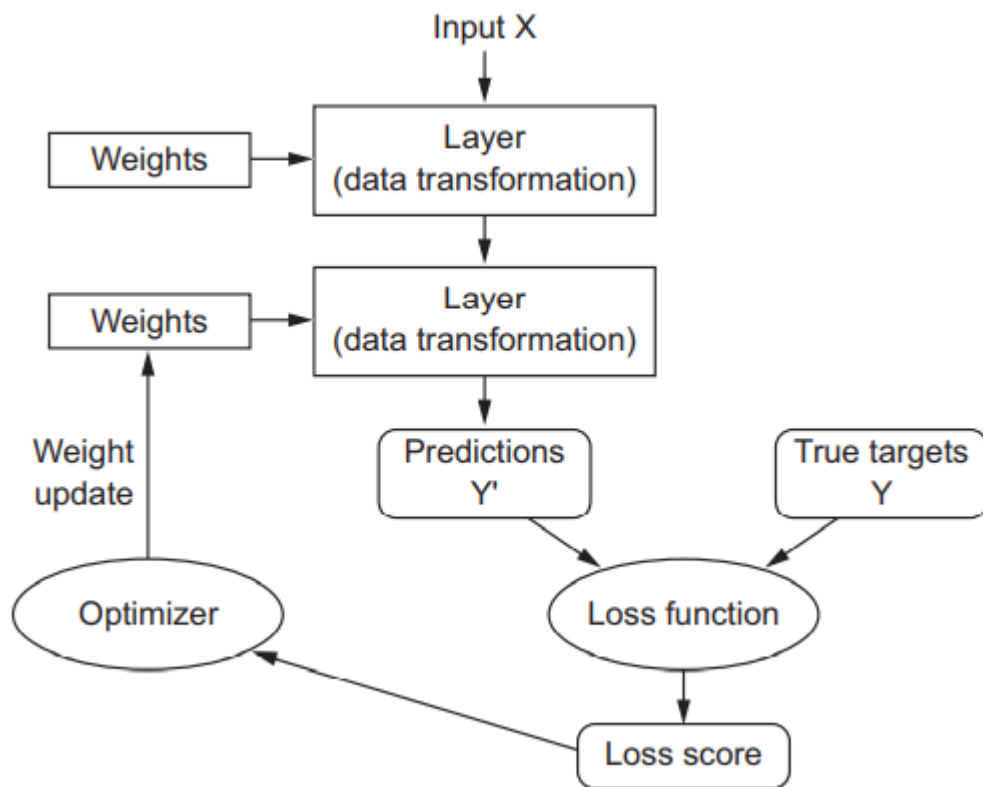 Input X
Weights
Layer
(data transformation)
Weights
Layer
(data transformation)
Weight
update
Predictions
Y'
True targets
Y
Optimizer
Loss function
Loss score